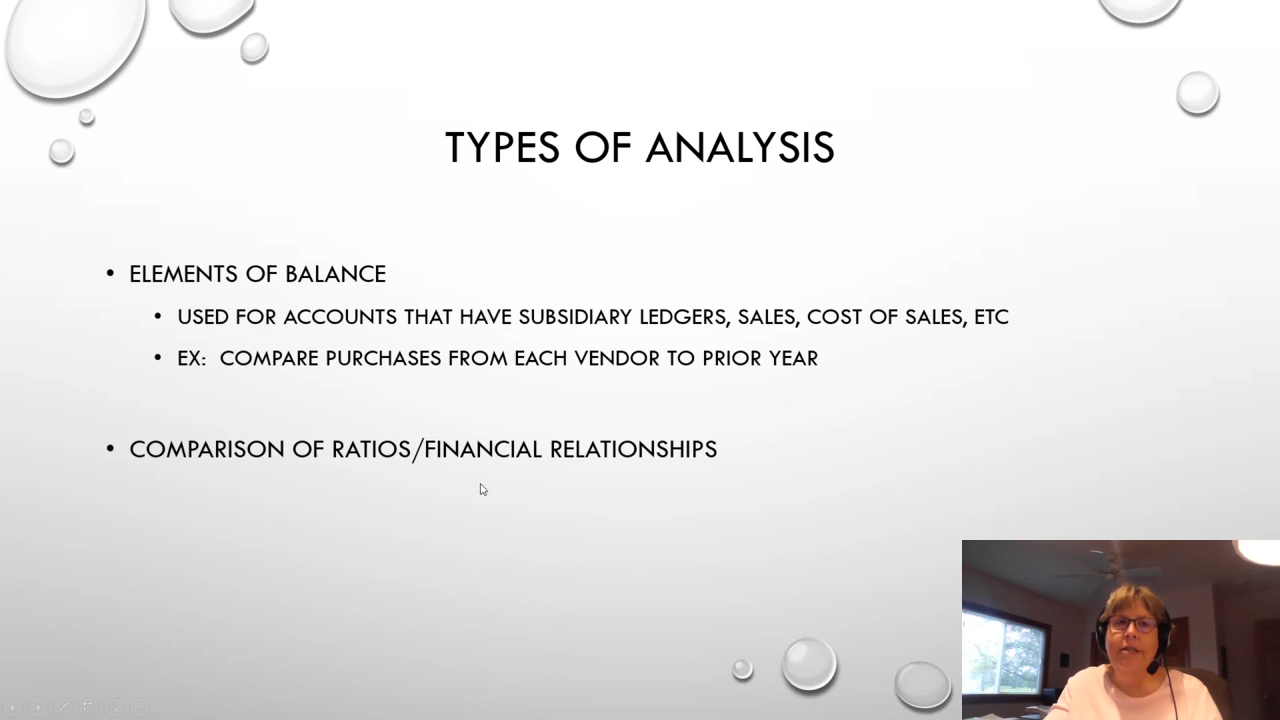 TYPES OF ANALYSIS
• ELEMENTS OF BALANCE
• USED FOR ACCOUNTS THAT HAVE SUBSIDIARY LEDGERS, SALES, COST OF SALES, ETC
• EX:  COMPARE PURCHASES FROM EACH VENDOR TO PRIOR YEAR
• COMPARISON OF RATIOS/FINANCIAL RELATIONSHIPS